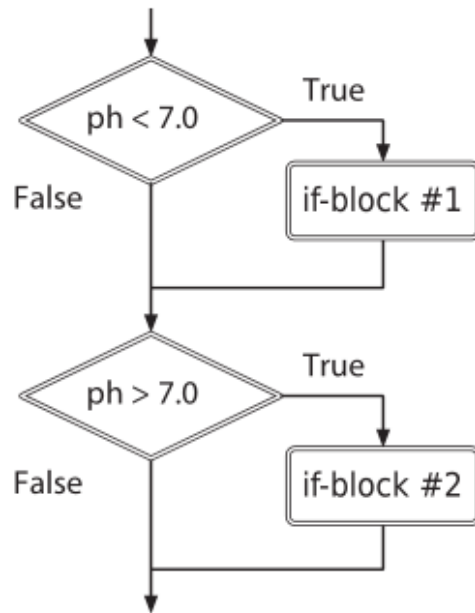 ph < 7.0
True
False
if-block #1
ph > 7.0
True
False
if-block #2